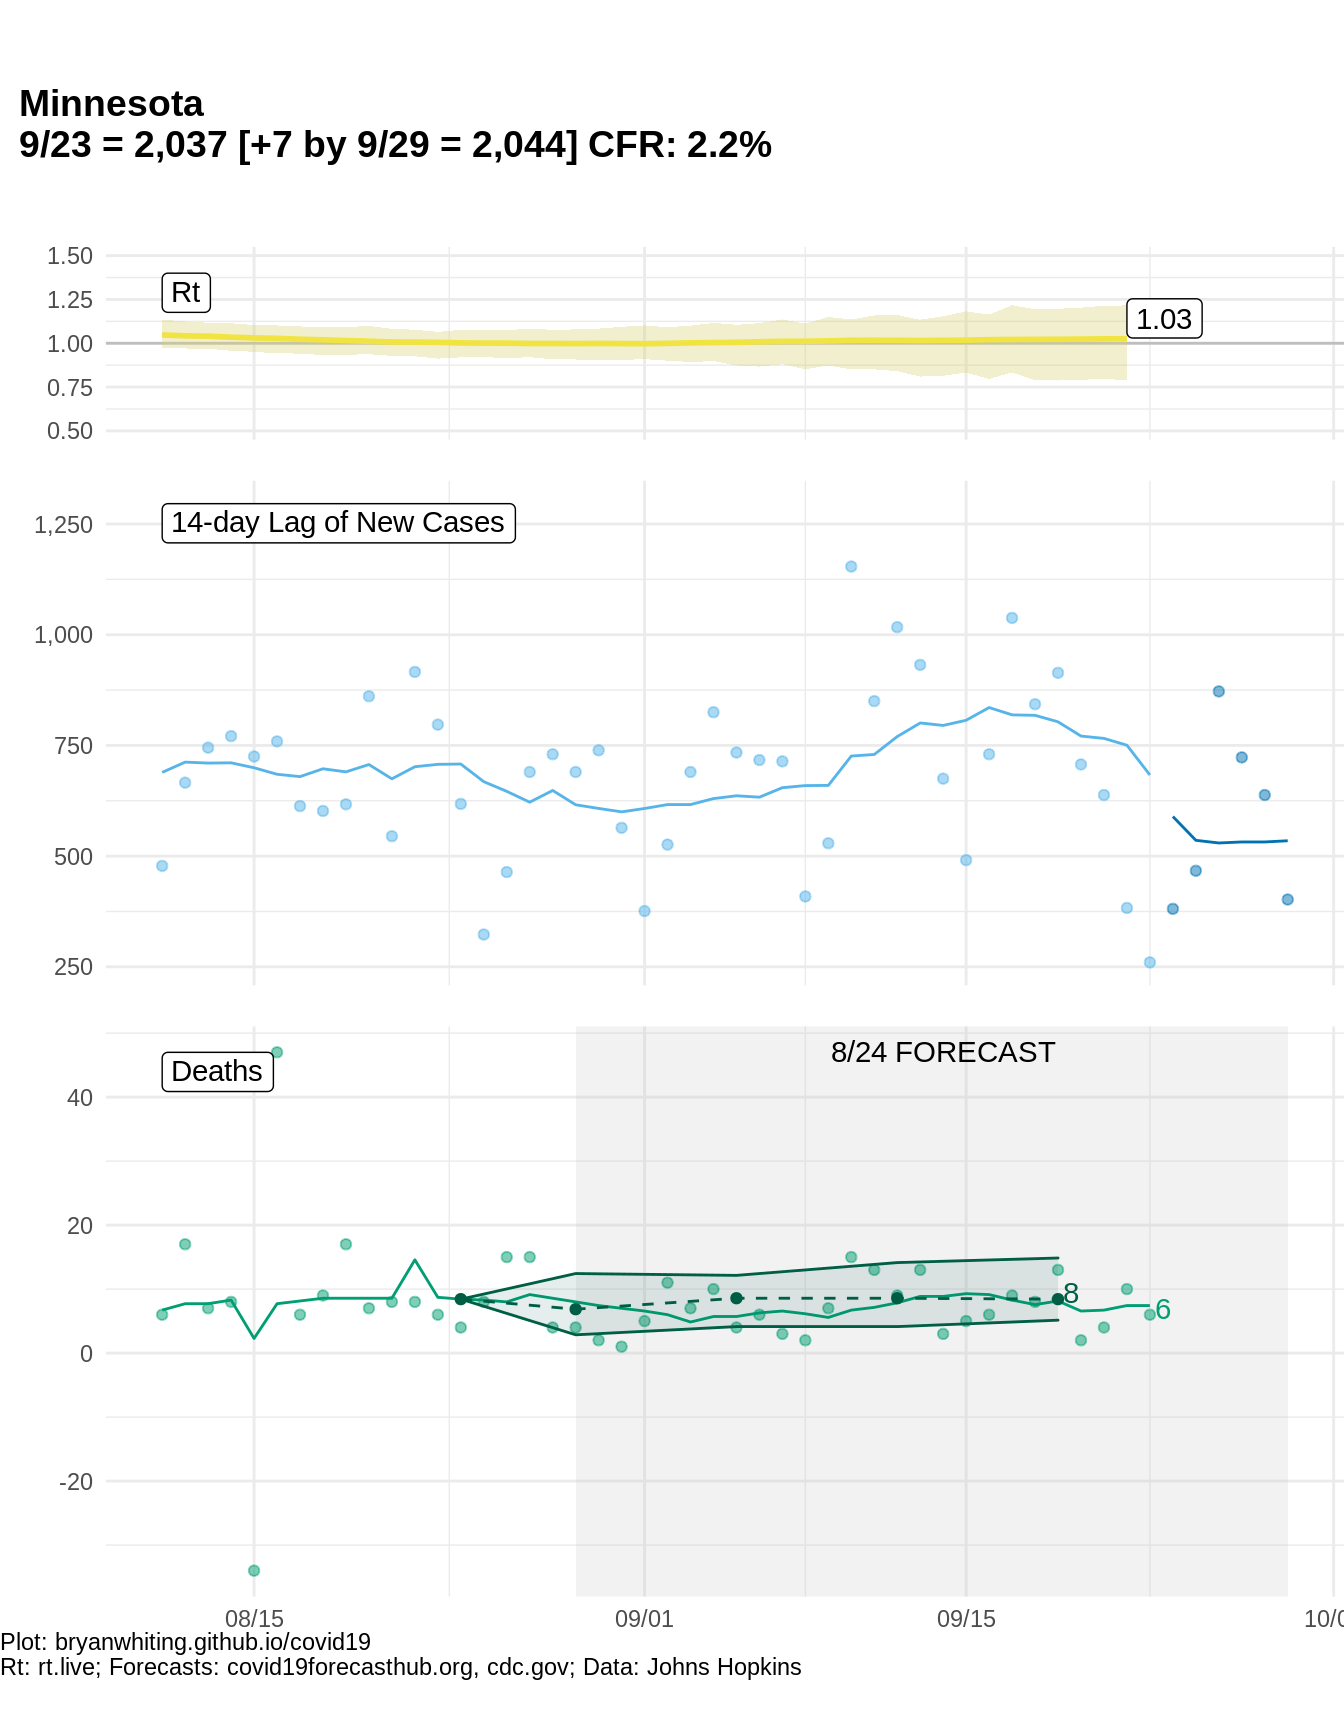 Minnesota
9/23 = 2,037 [+7 by 9/29 = 2,044] CFR: 2.2%
1.50
1.25
1.00
0.75
0.50
Rt
1.03
1,250
1,000
750
500
250
14-day Lag of New Cases
40
20
0
-20
Deaths
8/24 FORECAST
8
6
08/15
09/01
09/15
Plot: bryanwhiting.github.io/covid19
Rt: rt.live; Forecasts: covid19forecasthub.org, cdc.gov; Data: Johns Hopkins